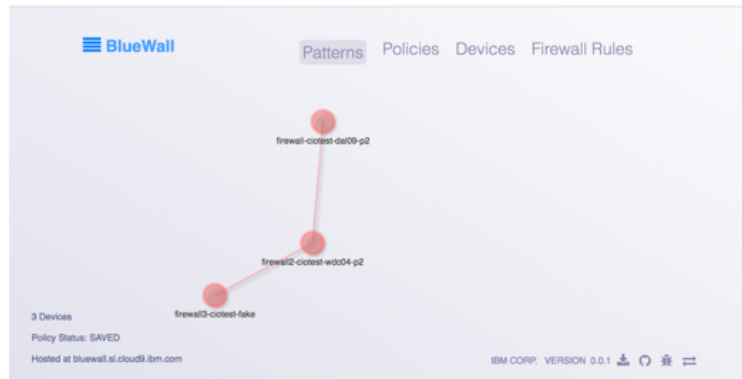 BlueWall
Patterns Policies Devices Firewall Rules
firewall-ciotest-dal09-p2
firewall2-ciotest-wdc04-p2
firewall3-ciotest-fake
3 Devices
Policy Status: SAVED
Hosted at bluewall.sl.cloud9.ibm.com
IBM CORP. VERSION 0.0.1